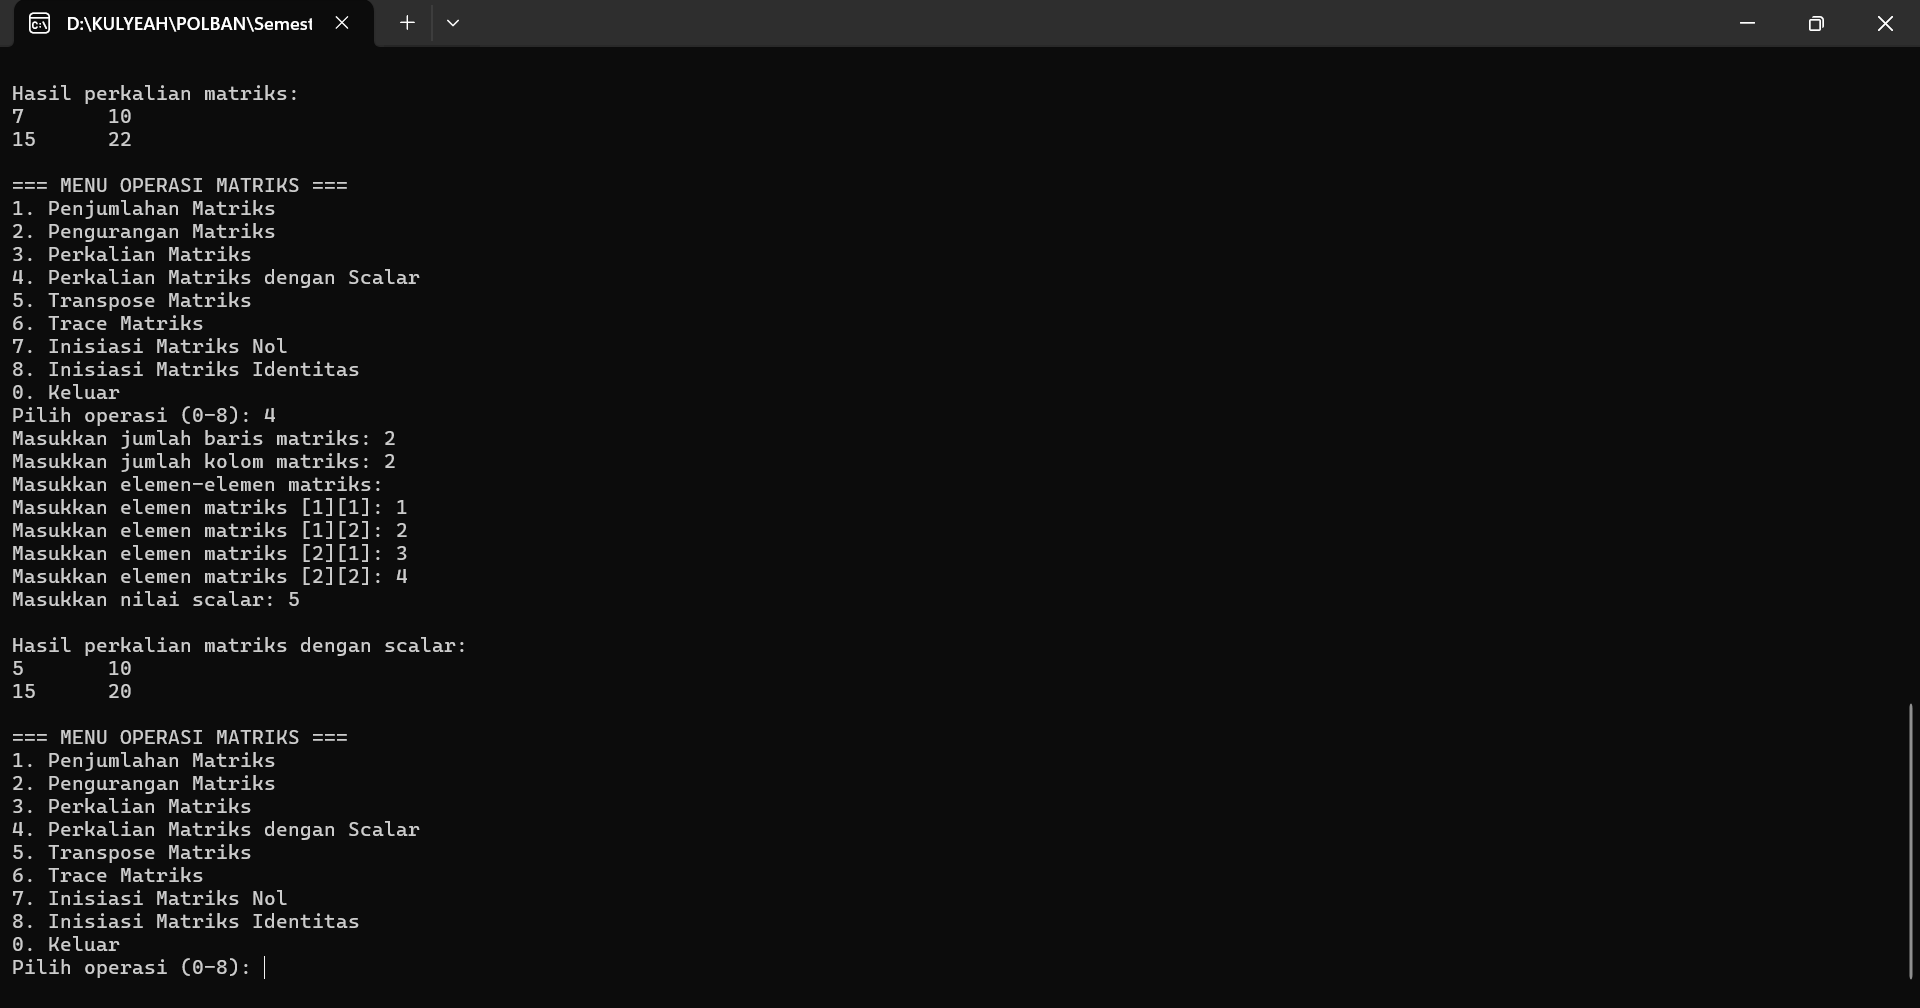 D:\KULYEAH\POLBAN\Semest
Hasil perkalian matriks:
7       10
15      22
=== MENU OPERASI MATRIKS ===
1. Penjumlahan Matriks
2. Pengurangan Matriks
3. Perkalian Matriks
4. Perkalian Matriks dengan Scalar
5. Transpose Matriks
6. Trace Matriks
7. Inisiasi Matriks Nol
8. Inisiasi Matriks Identitas
0. Keluar
Pilih operasi (0-8): 4
Masukkan jumlah baris matriks: 2
Masukkan jumlah kolom matriks: 2
Masukkan elemen-elemen matriks:
Masukkan elemen matriks [1][1]: 1
Masukkan elemen matriks [1][2]: 2
Masukkan elemen matriks [2][1]: 3
Masukkan elemen matriks [2][2]: 4
Masukkan nilai scalar: 5
Hasil perkalian matriks dengan scalar:
5       10
15      20
=== MENU OPERASI MATRIKS ===
1. Penjumlahan Matriks
2. Pengurangan Matriks
3. Perkalian Matriks
4. Perkalian Matriks dengan Scalar
5. Transpose Matriks
6. Trace Matriks
7. Inisiasi Matriks Nol
8. Inisiasi Matriks Identitas
0. Keluar
Pilih operasi (0-8):